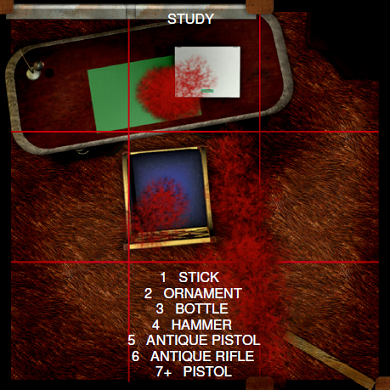 STUDY
1 STICK
2 ORNAMENT
3 BOTTLE
4 HAMMER
5 ANTIQUE PISTOL
6 ANTIQUE RIFLE
7+ PISTOL